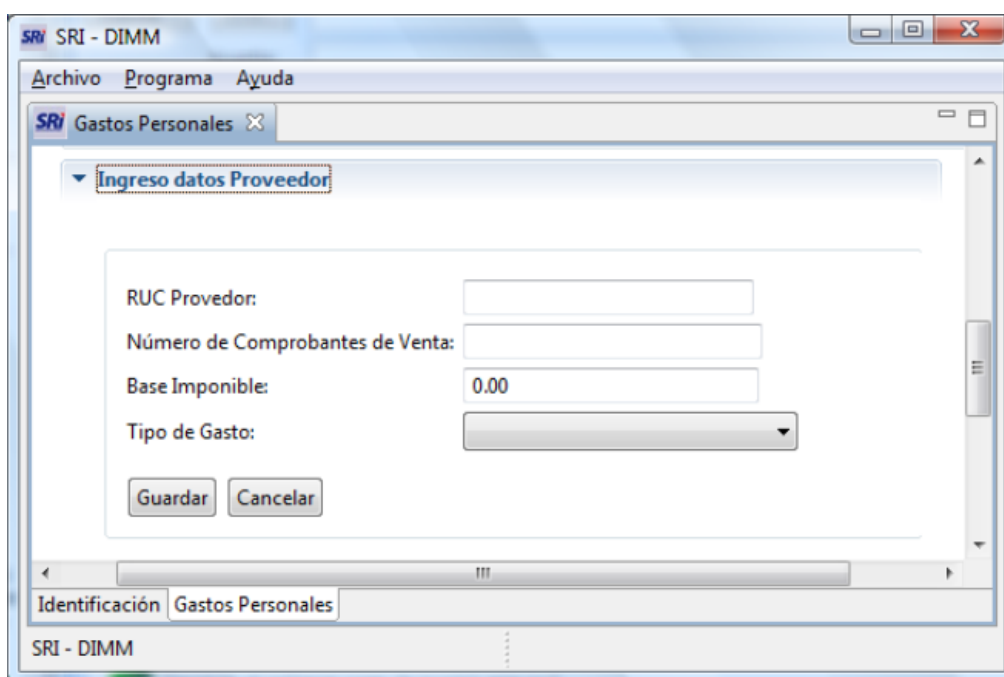 SRi SRI - DIMM
Archivo Programa Ayuda
SRi Gastos Personales
Ingreso datos Proveedor
RUC Provedor:
Número de Comprobantes de Venta:
Base Imponible: 0.00
Tipo de Gasto:
Guardar Cancelar
Identificación Gastos Personales
SRI - DIMM